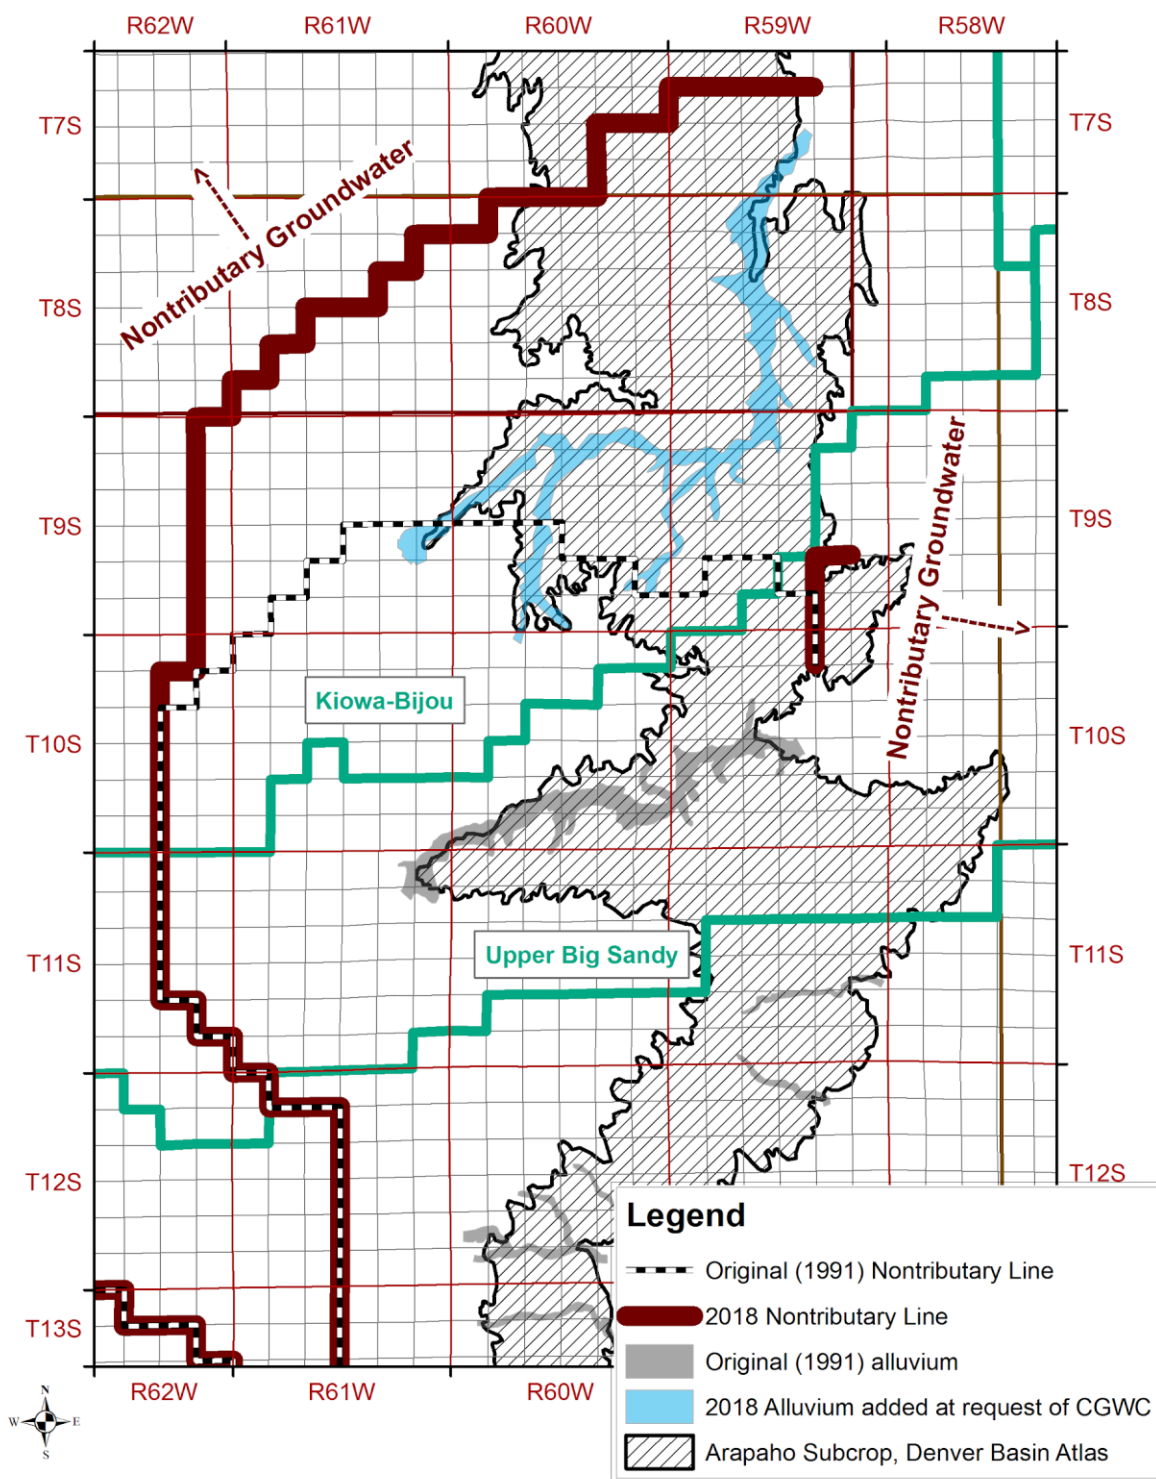 R62W R61W R60W R59W R58W
T7S T7S
Nontributary Groundwater
T8S T8S
Nontributary Groundwater
T9S T9S
Kiowa-Bijou
T10S T10S
Upper Big Sandy
T11S T11S
T12S T12S
Legend
Original (1991) Nontributary Line
2018 Nontributary Line
T13S
Original (1991) alluvium
R62W R61W R60W
2018 Alluvium added at request of CGWC
Arapaho Subcrop, Denver Basin Atlas
N
W E
S